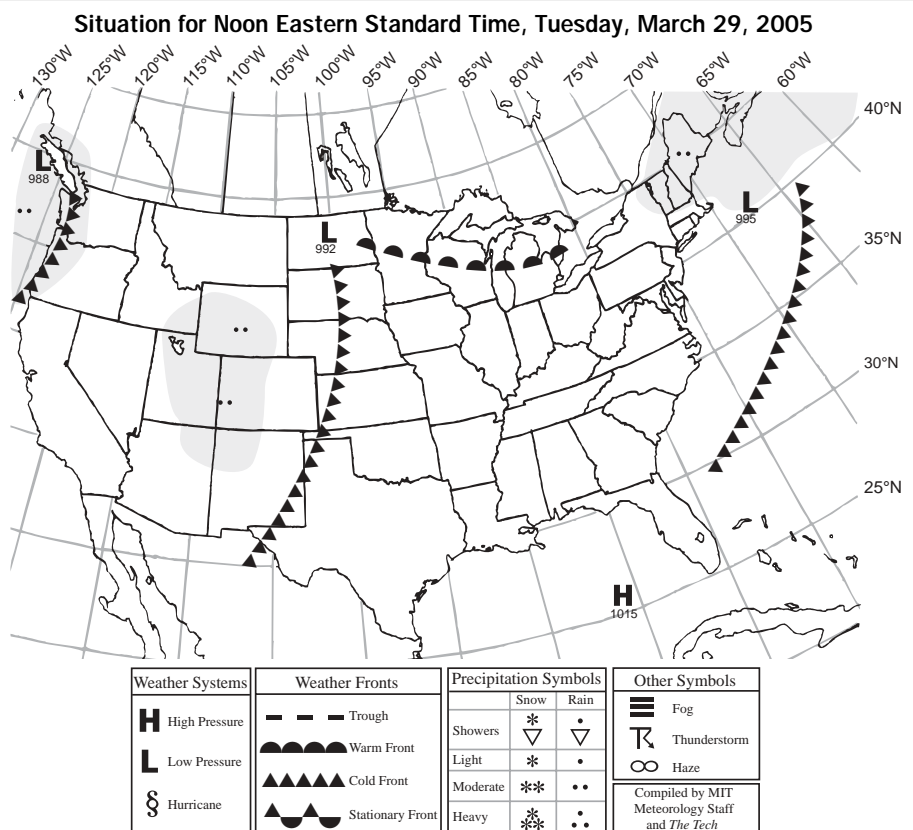 Situation for Noon Eastern Standard Time, Tuesday, March 29, 2005
130°W 125°W 120°W 115°W 110°W 105°W 100°W 95°W 90°W 85°W 80°W 75°W 70°W 65°W 60°W
40°N
L
988
L
995
L
992
35°N
30°N
25°N
H
1015
Weather Systems
H High Pressure
L Low Pressure
§ Hurricane
Weather Fronts
Trough
Warm Front
Cold Front
Stationary Front
Precipitation Symbols
Snow Rain
Showers
Light
Moderate
Heavy
Other Symbols
Fog
Thunderstorm
Haze
Compiled by MIT
Meteorology Staff
and The Tech